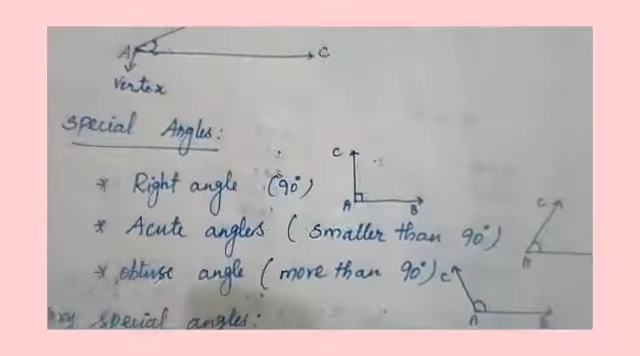 A C
Vertex
Special Angles:
* Right angle (90°) C A B
* Acute angles (smaller than 90°) C A
* obtuse angle (more than 90°) C A B
special angles: